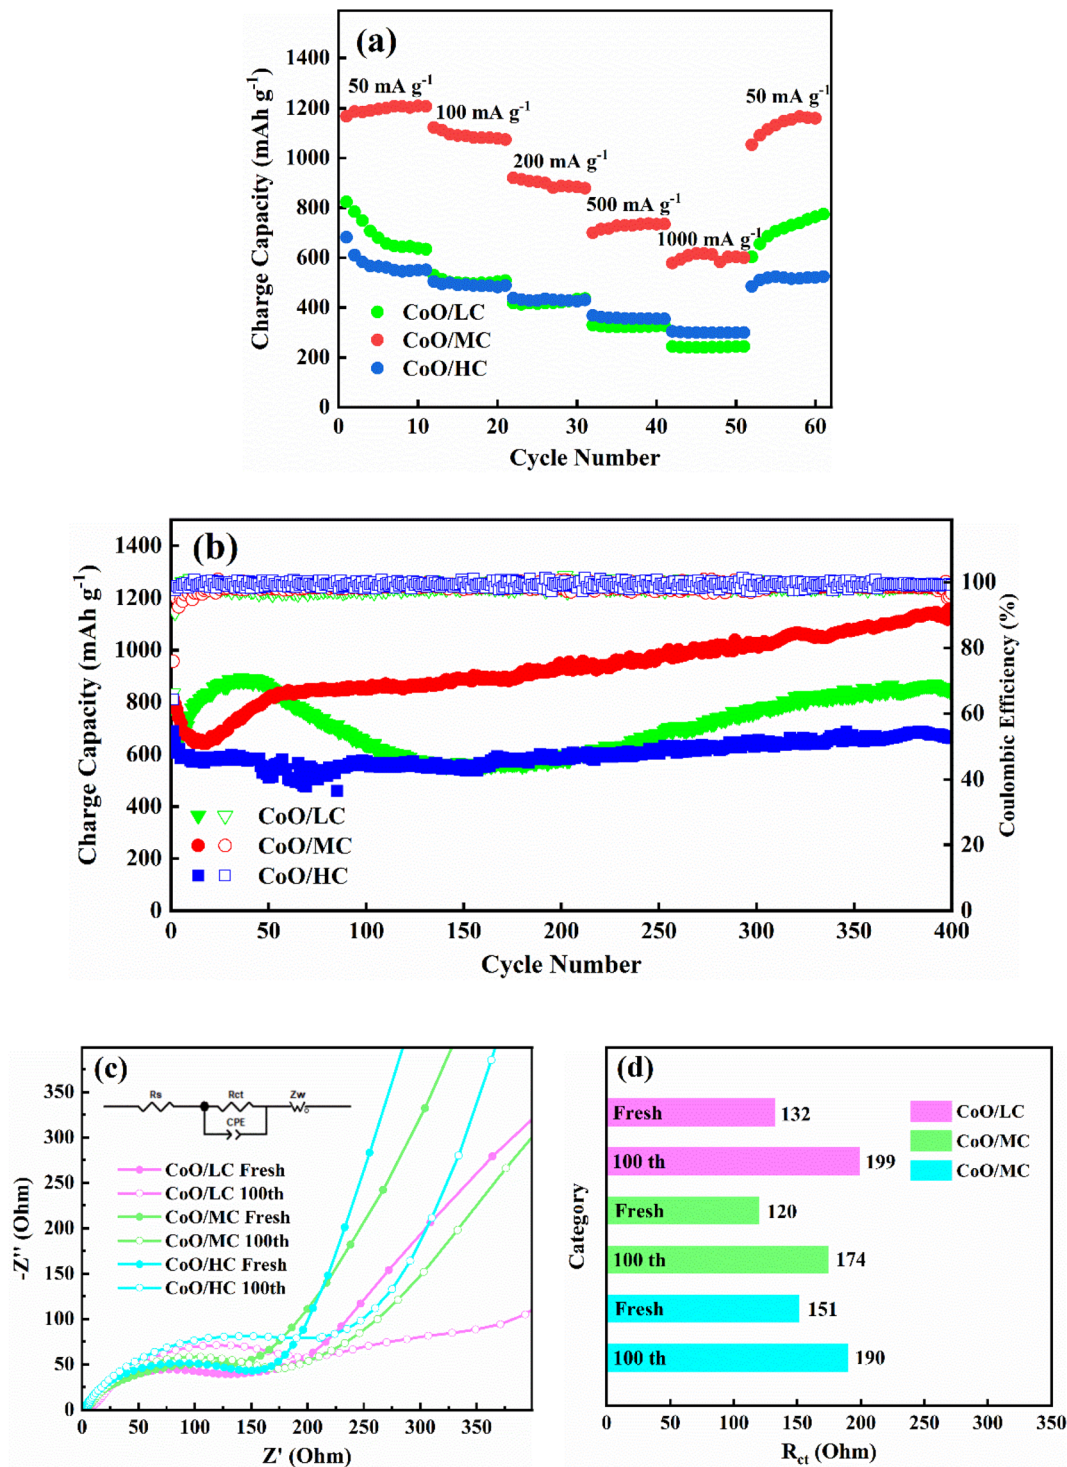 (a)
1400
1200
1000
800
600
400
200
0
Charge Capacity (mAh g⁻¹)
50 mA g⁻¹
100 mA g⁻¹
200 mA g⁻¹
500 mA g⁻¹
1000 mA g⁻¹
50 mA g⁻¹
CoO/LC
CoO/MC
CoO/HC
0 10 20 30 40 50 60
Cycle Number
(b)
1400
1200
1000
800
600
400
200
0
Charge Capacity (mAh g⁻¹)
100
80
60
40
20
0
Coulombic Efficiency (%)
CoO/LC
CoO/MC
CoO/HC
0 50 100 150 200 250 300 350 400
Cycle Number
(c)
350
300
250
200
150
100
50
0
-Z'' (Ohm)
Rs Rct Zw
CPE
CoO/LC Fresh
CoO/LC 100th
CoO/MC Fresh
CoO/MC 100th
CoO/HC Fresh
CoO/HC 100th
0 50 100 150 200 250 300 350
Z' (Ohm)
(d)
Category
Fresh 132
100 th 199
Fresh 120
100 th 174
Fresh 151
100 th 190
CoO/LC
CoO/MC
CoO/MC
0 50 100 150 200 250 300 350
Rct (Ohm)